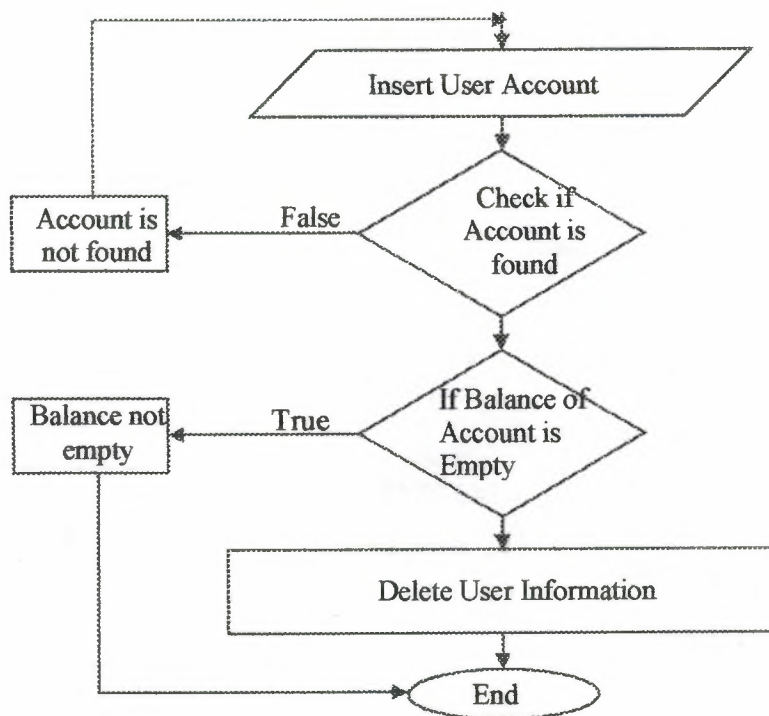 Insert User Account
Check if
Account is
found
False
Account is
not found
If Balance of
Account is
Empty
True
Balance not
empty
Delete User Information
End